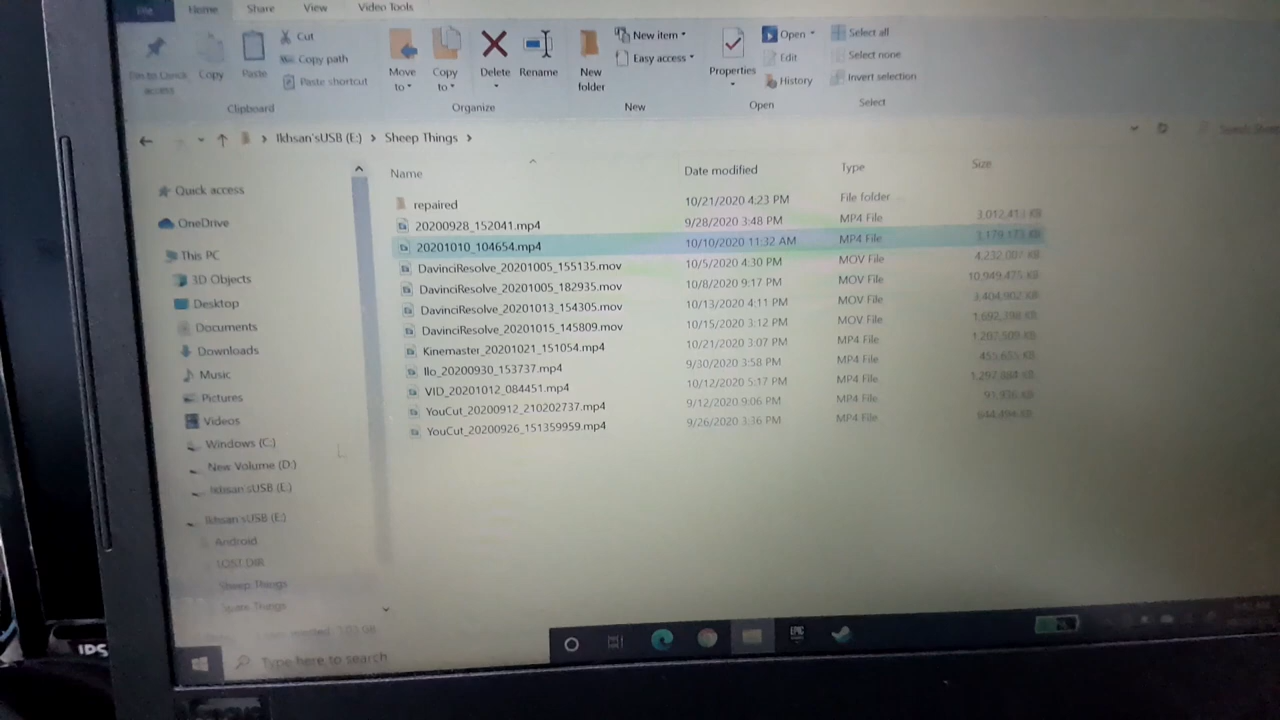 File Home Share View Video Tools
Cut
Copy path
Paste shortcut
Copy
Paste
Clipboard
Move to
Copy to
Delete
Rename
Organize
New folder
New item
Easy access
New
Properties
Open
Edit
History
Open
Select all
Select none
Invert selection
Select
Ikhsan'sUSB (E:) > Sheep Things >
Name Date modified Type Size
repaired 10/21/2020 4:23 PM File folder
20200928_152041.mp4 9/28/2020 3:48 PM MP4 File 3,012,413 KB
20201010_104654.mp4 10/10/2020 11:32 AM MP4 File 1,179,173 KB
DavinciResolve_20201005_155135.mov 10/5/2020 4:30 PM MOV File 4,232,007 KB
DavinciResolve_20201005_182935.mov 10/8/2020 9:17 PM MOV File 10,949,475 KB
DavinciResolve_20201013_154305.mov 10/13/2020 4:11 PM MOV File 3,404,902 KB
DavinciResolve_20201015_145809.mov 10/15/2020 3:12 PM MOV File 1,692,398 KB
Kinemaster_20201021_151054.mp4 10/21/2020 3:07 PM MP4 File 1,207,509 KB
Ilo_20200930_153737.mp4 9/30/2020 3:58 PM MP4 File 455,655 KB
VID_20201012_084451.mp4 10/12/2020 5:17 PM MP4 File 1,297,884 KB
YouCut_20200912_210202737.mp4 9/12/2020 9:06 PM MP4 File 91,936 KB
YouCut_20200926_151359959.mp4 9/26/2020 3:36 PM MP4 File 944,494 KB
Quick access
OneDrive
This PC
3D Objects
Desktop
Documents
Downloads
Music
Pictures
Videos
Windows (C:)
New Volume (D:)
Ikhsan'sUSB (E:)
Ikhsan'sUSB (E:)
Android
LOST.DIR
Sheep Things
Type here to search
EPIC
IPS